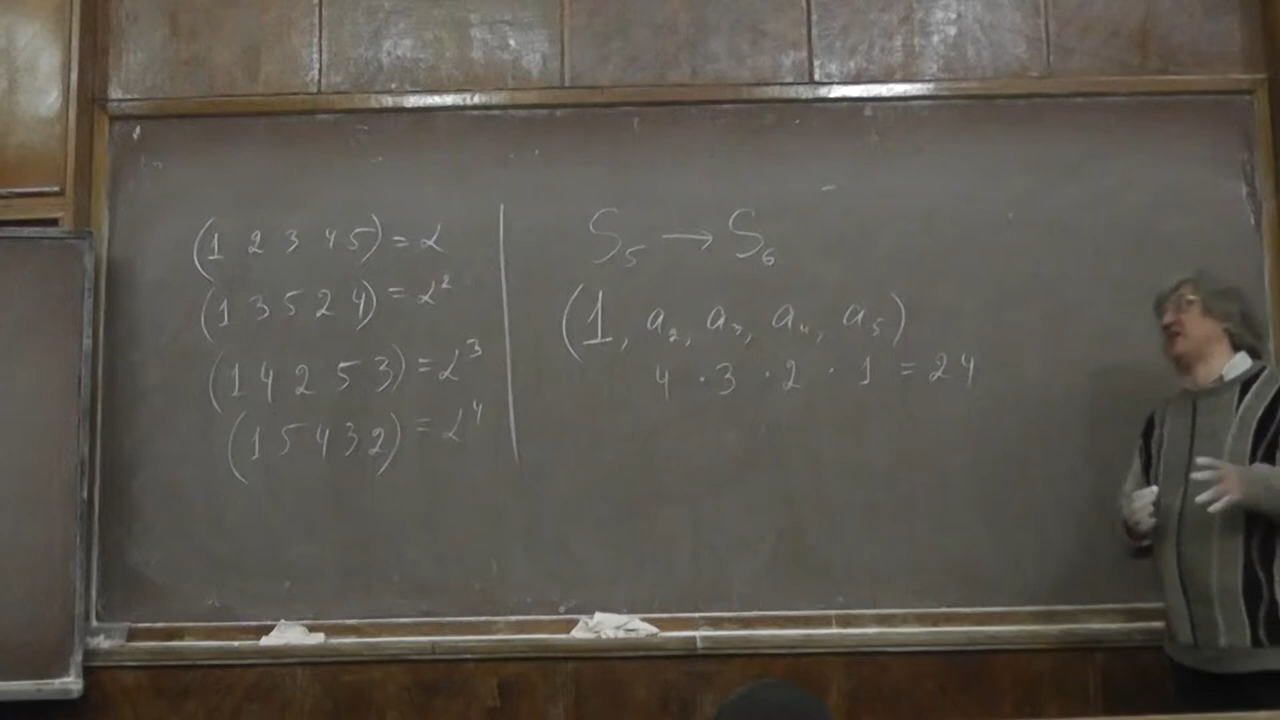 (1 2 3 4 5) = α
(1 3 5 2 4) = α²
(1 4 2 5 3) = α³
(1 5 4 3 2) = α⁴
S₅ → S₆
(1, a₂, a₃, a₄, a₅)
4 · 3 · 2 · 1 = 24